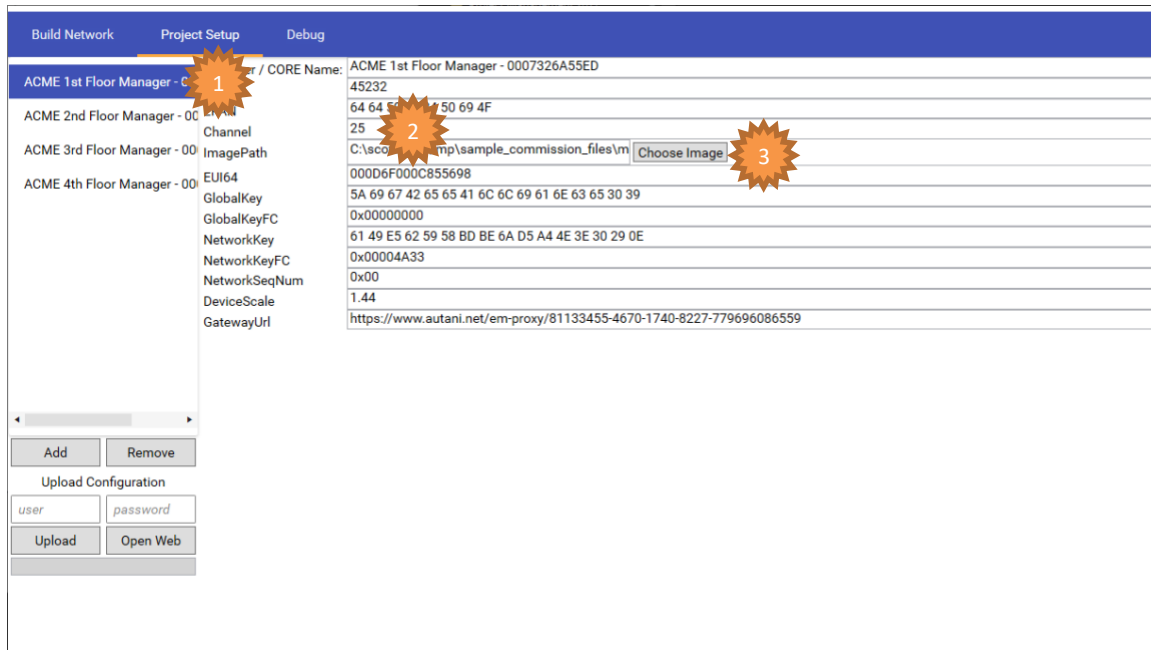 Build Network Project Setup Debug
ACME 1st Floor Manager -
ACME 2nd Floor Manager - 00
ACME 3rd Floor Manager - 00
ACME 4th Floor Manager - 00
1
/ CORE Name: ACME 1st Floor Manager - 0007326A55ED
45232
64 64 50 69 4F
Channel 25
2
ImagePath C:\sco mp\sample_commission_files\m Choose Image
3
EUI64 000D6F000C855698
GlobalKey 5A 69 67 42 65 65 41 6C 6C 69 61 6E 63 65 30 39
GlobalKeyFC 0x00000000
NetworkKey 61 49 E5 62 59 58 BD BE 6A D5 A4 4E 3E 30 29 0E
NetworkKeyFC 0x00004A33
NetworkSeqNum 0x00
DeviceScale 1.44
GatewayUrl https://www.autani.net/em-proxy/81133455-4670-1740-8227-779696086559
Add Remove
Upload Configuration
user password
Upload Open Web